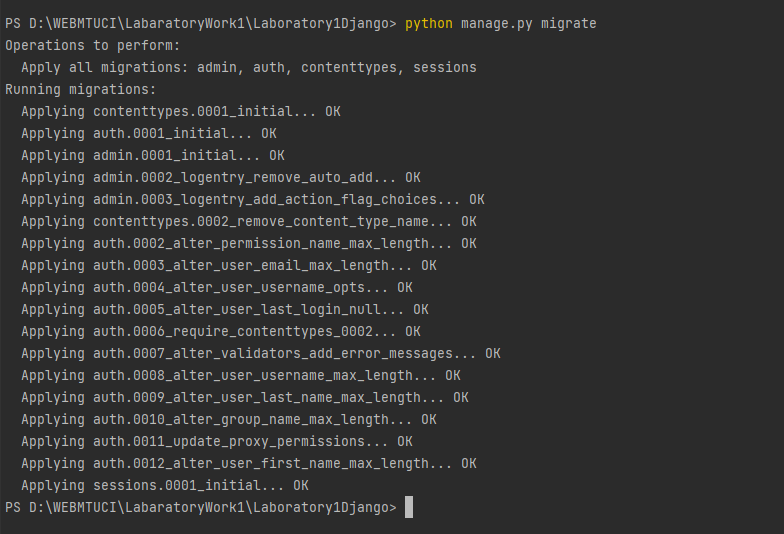 PS D:\WEBMTUCI\LabaratoryWork1\Laboratory1Django> python manage.py migrate
Operations to perform:
  Apply all migrations: admin, auth, contenttypes, sessions
Running migrations:
  Applying contenttypes.0001_initial... OK
  Applying auth.0001_initial... OK
  Applying admin.0001_initial... OK
  Applying admin.0002_logentry_remove_auto_add... OK
  Applying admin.0003_logentry_add_action_flag_choices... OK
  Applying contenttypes.0002_remove_content_type_name... OK
  Applying auth.0002_alter_permission_name_max_length... OK
  Applying auth.0003_alter_user_email_max_length... OK
  Applying auth.0004_alter_user_username_opts... OK
  Applying auth.0005_alter_user_last_login_null... OK
  Applying auth.0006_require_contenttypes_0002... OK
  Applying auth.0007_alter_validators_add_error_messages... OK
  Applying auth.0008_alter_user_username_max_length... OK
  Applying auth.0009_alter_user_last_name_max_length... OK
  Applying auth.0010_alter_group_name_max_length... OK
  Applying auth.0011_update_proxy_permissions... OK
  Applying auth.0012_alter_user_first_name_max_length... OK
  Applying sessions.0001_initial... OK
PS D:\WEBMTUCI\LabaratoryWork1\Laboratory1Django>